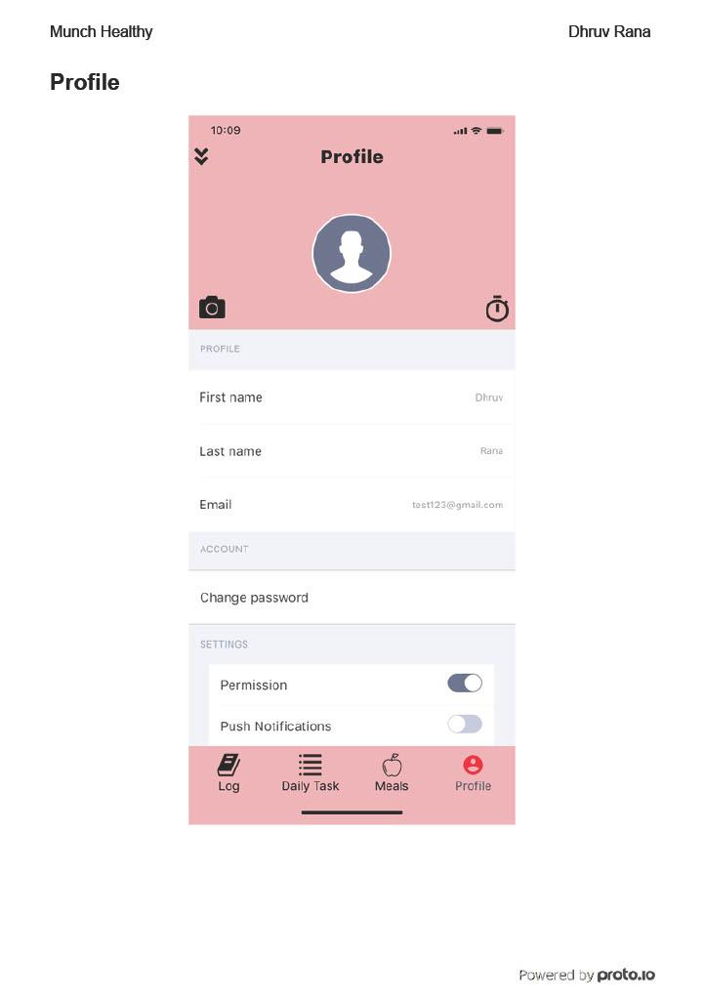 Munch Healthy Dhruv Rana
Profile
10:09
Profile
PROFILE
First name Dhruv
Last name Rana
Email test123@gmail.com
ACCOUNT
Change password
SETTINGS
Permission
Push Notifications
Log Daily Task Meals Profile
Powered by proto.io